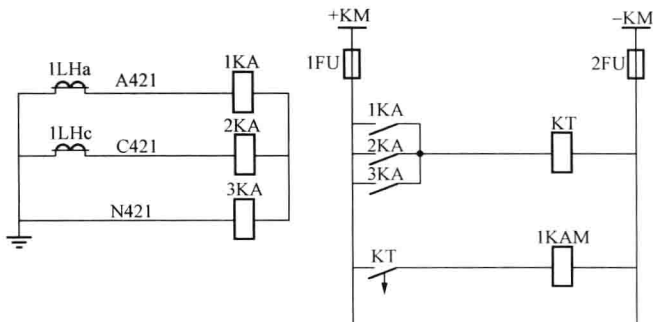 +KM
−KM
1LHa
A421
1KA
1FU
2FU
1KA
1LHc
C421
2KA
2KA
KT
3KA
3KA
N421
KT
1KAM